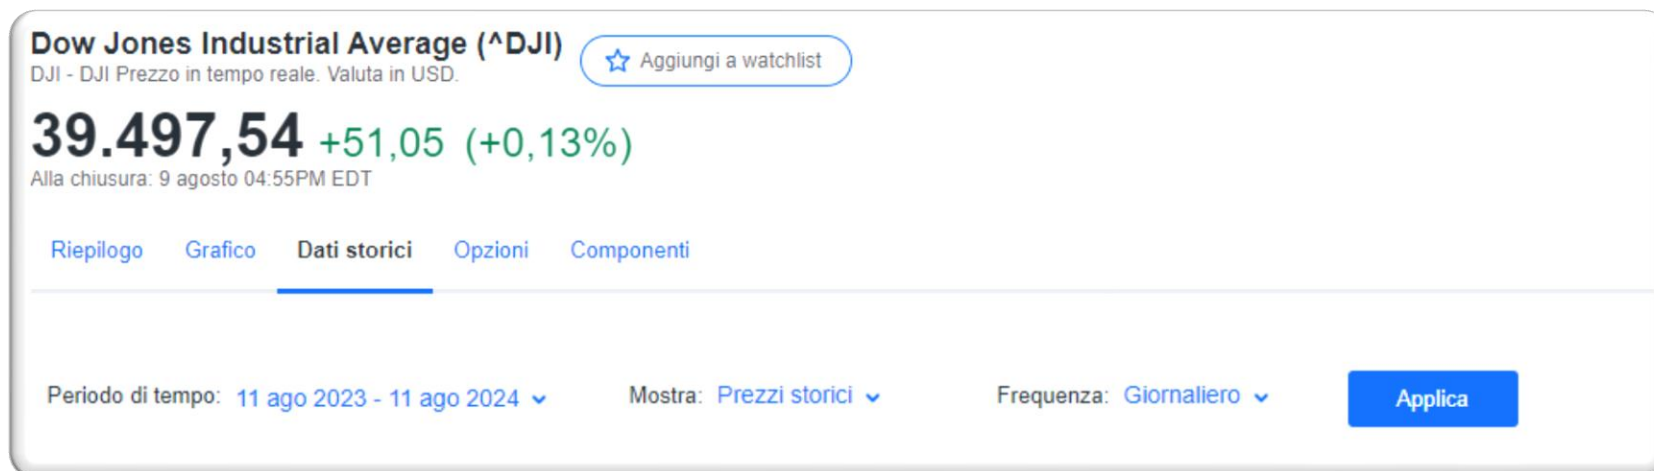 Dow Jones Industrial Average (^DJI)
Aggiungi a watchlist
DJI - DJI Prezzo in tempo reale. Valuta in USD.
39.497,54 +51,05 (+0,13%)
Alla chiusura: 9 agosto 04:55PM EDT
Riepilogo Grafico Dati storici Opzioni Componenti
Periodo di tempo: 11 ago 2023 - 11 ago 2024 Mostra: Prezzi storici Frequenza: Giornaliero Applica